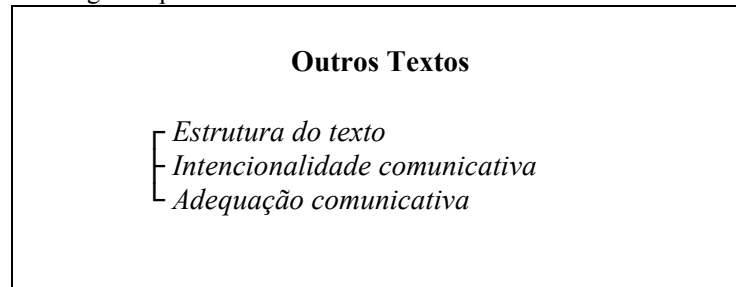 Outros Textos
Estrutura do texto
Intencionalidade comunicativa
Adequação comunicativa